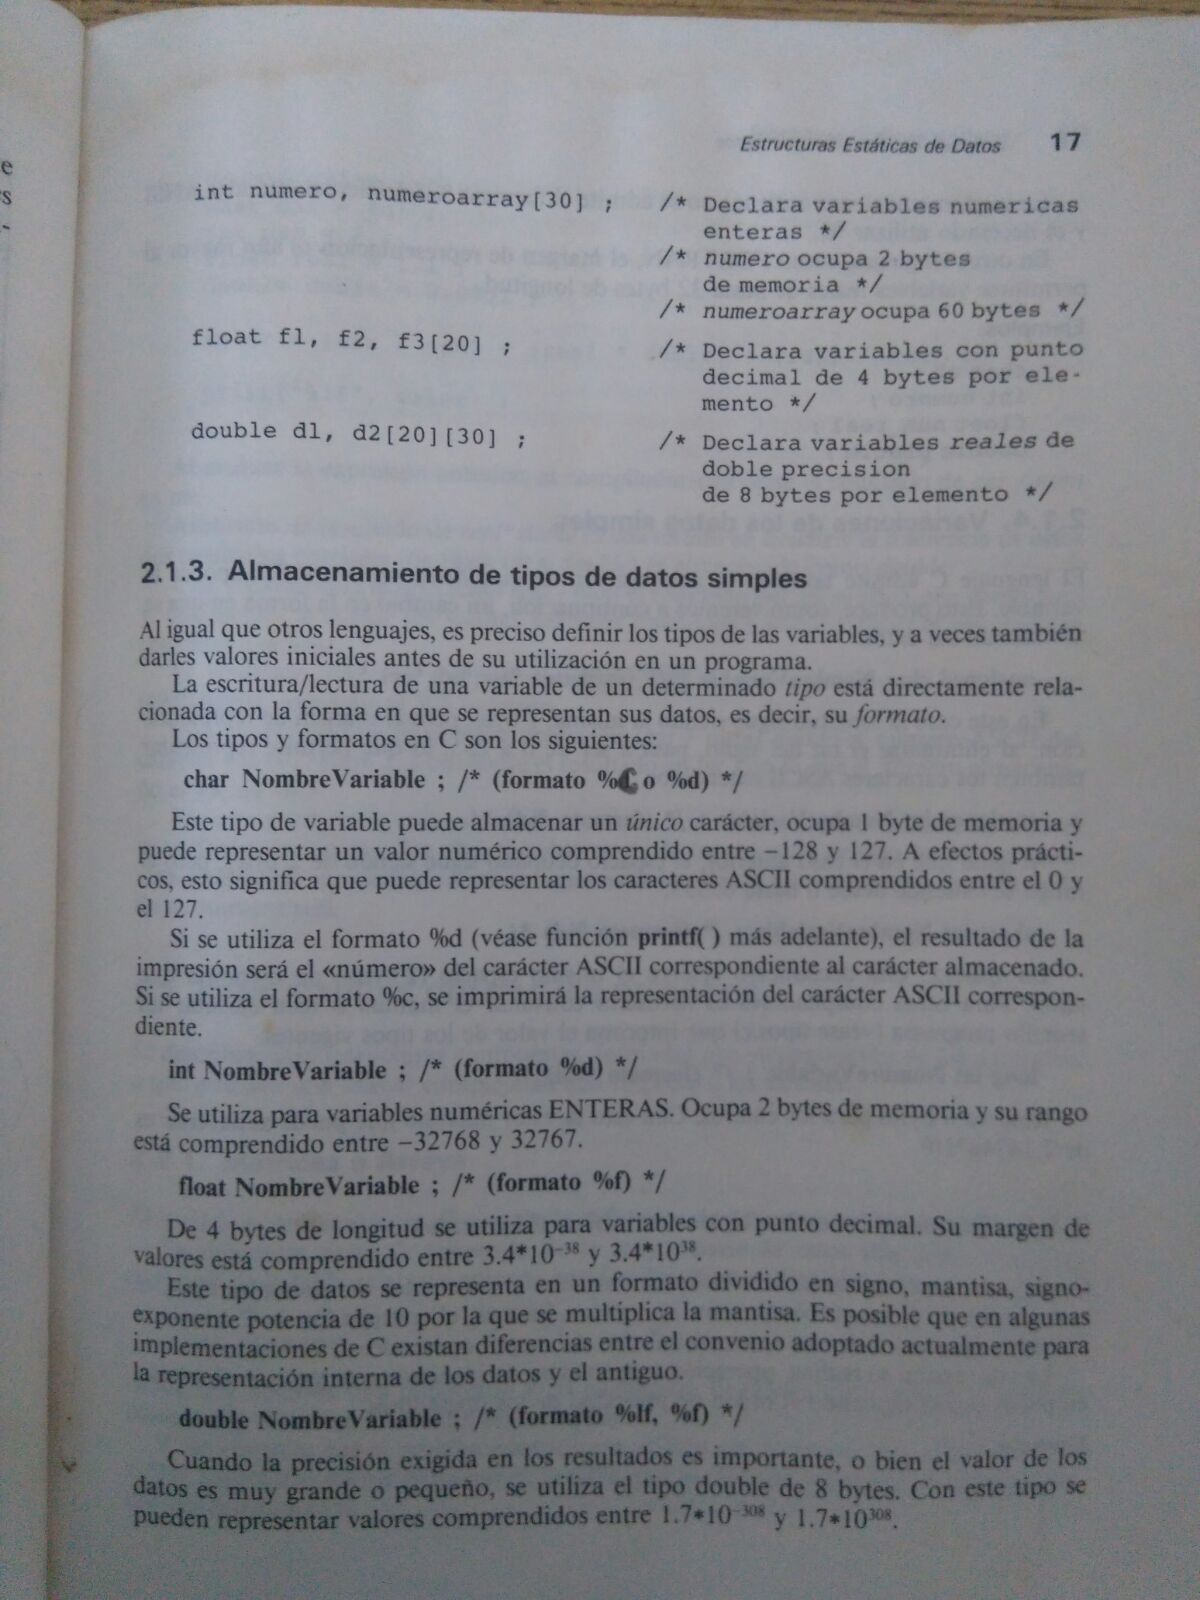 Estructuras Estáticas de Datos 17
int numero, numeroarray[30] ; /* Declara variables numericas
enteras */
/* numero ocupa 2 bytes
de memoria */
/* numeroarray ocupa 60 bytes */
float f1, f2, f3[20] ; /* Declara variables con punto
decimal de 4 bytes por ele-
mento */
double d1, d2[20][30] ; /* Declara variables reales de
doble precision
de 8 bytes por elemento */
2.1.3. Almacenamiento de tipos de datos simples
Al igual que otros lenguajes, es preciso definir los tipos de las variables, y a veces también
darles valores iniciales antes de su utilización en un programa.
La escritura/lectura de una variable de un determinado tipo está directamente rela-
cionada con la forma en que se representan sus datos, es decir, su formato.
Los tipos y formatos en C son los siguientes:
char NombreVariable ; /* (formato %C o %d) */
Este tipo de variable puede almacenar un único carácter, ocupa 1 byte de memoria y
puede representar un valor numérico comprendido entre −128 y 127. A efectos prácti-
cos, esto significa que puede representar los caracteres ASCII comprendidos entre el 0 y
el 127.
Si se utiliza el formato %d (véase función printf( ) más adelante), el resultado de la
impresión será el «número» del carácter ASCII correspondiente al carácter almacenado.
Si se utiliza el formato %c, se imprimirá la representación del carácter ASCII correspon-
diente.
int NombreVariable ; /* (formato %d) */
Se utiliza para variables numéricas ENTERAS. Ocupa 2 bytes de memoria y su rango
está comprendido entre −32768 y 32767.
float NombreVariable ; /* (formato %f) */
De 4 bytes de longitud se utiliza para variables con punto decimal. Su margen de
valores está comprendido entre 3.4*10⁻³⁸ y 3.4*10³⁸.
Este tipo de datos se representa en un formato dividido en signo, mantisa, signo-
exponente potencia de 10 por la que se multiplica la mantisa. Es posible que en algunas
implementaciones de C existan diferencias entre el convenio adoptado actualmente para
la representación interna de los datos y el antiguo.
double NombreVariable ; /* (formato %lf, %f) */
Cuando la precisión exigida en los resultados es importante, o bien el valor de los
datos es muy grande o pequeño, se utiliza el tipo double de 8 bytes. Con este tipo se
pueden representar valores comprendidos entre 1.7*10⁻³⁰⁸ y 1.7*10³⁰⁸.